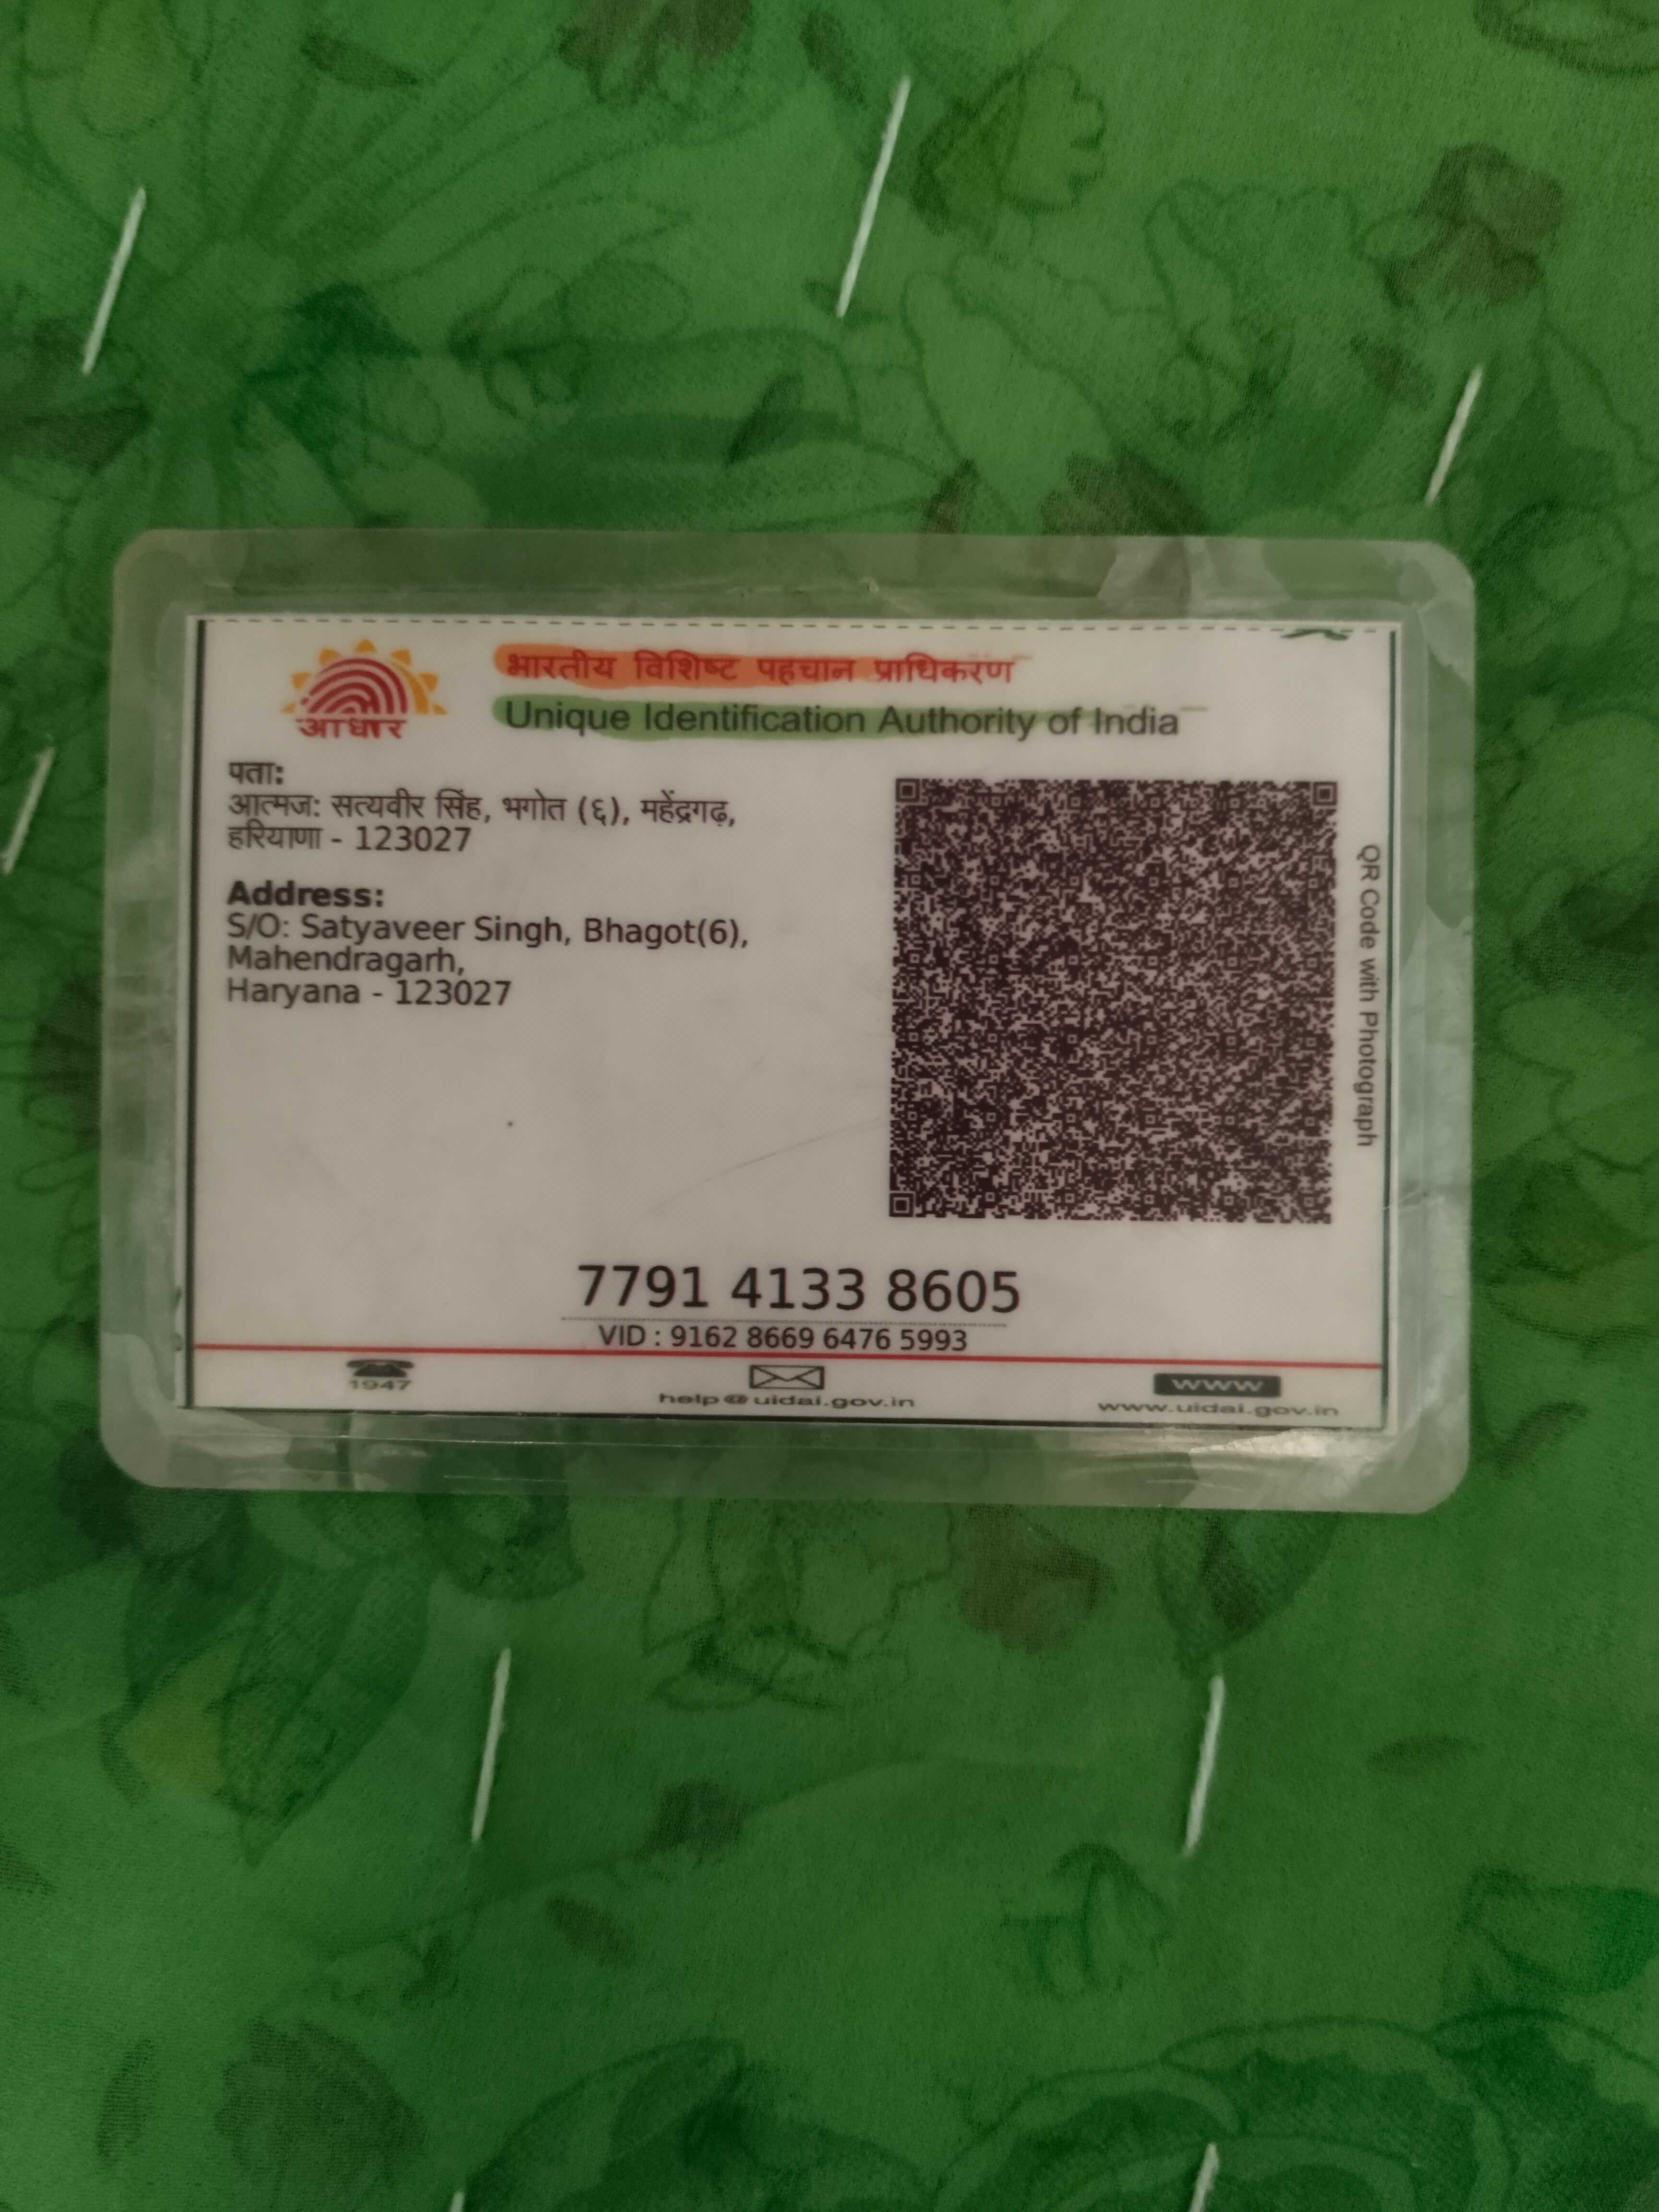 आधार
भारतीय विशिष्ट पहचान प्राधिकरण
Unique Identification Authority of India
पता:
आत्मज: सत्यवीर सिंह, भगोत (६), महेंद्रगढ़,
हरियाणा - 123027
Address:
S/O: Satyaveer Singh, Bhagot(6),
Mahendragarh,
Haryana - 123027
QR Code with Photograph
7791 4133 8605
VID : 9162 8669 6476 5993
1947
help@uidai.gov.in
www
www.uidai.gov.in